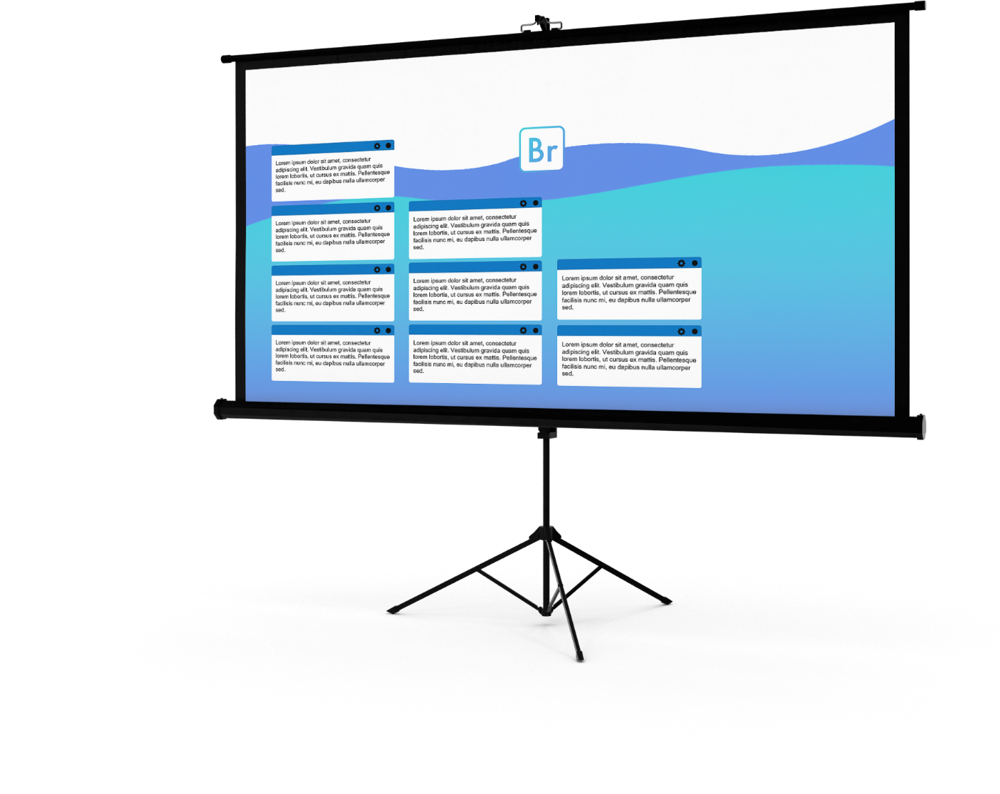 Br
Lorem ipsum dolor sit amet, consectetur
adipiscing elit. Vestibulum gravida quam quis
lorem lobortis, ut cursus ex mattis. Pellentesque
facilisis nunc mi, eu dapibus nulla ullamcorper
sed.
Lorem ipsum dolor sit amet, consectetur
adipiscing elit. Vestibulum gravida quam quis
lorem lobortis, ut cursus ex mattis. Pellentesque
facilisis nunc mi, eu dapibus nulla ullamcorper
sed.
Lorem ipsum dolor sit amet, consectetur
adipiscing elit. Vestibulum gravida quam quis
lorem lobortis, ut cursus ex mattis. Pellentesque
facilisis nunc mi, eu dapibus nulla ullamcorper
sed.
Lorem ipsum dolor sit amet, consectetur
adipiscing elit. Vestibulum gravida quam quis
lorem lobortis, ut cursus ex mattis. Pellentesque
facilisis nunc mi, eu dapibus nulla ullamcorper
sed.
Lorem ipsum dolor sit amet, consectetur
adipiscing elit. Vestibulum gravida quam quis
lorem lobortis, ut cursus ex mattis. Pellentesque
facilisis nunc mi, eu dapibus nulla ullamcorper
sed.
Lorem ipsum dolor sit amet, consectetur
adipiscing elit. Vestibulum gravida quam quis
lorem lobortis, ut cursus ex mattis. Pellentesque
facilisis nunc mi, eu dapibus nulla ullamcorper
sed.
Lorem ipsum dolor sit amet, consectetur
adipiscing elit. Vestibulum gravida quam quis
lorem lobortis, ut cursus ex mattis. Pellentesque
facilisis nunc mi, eu dapibus nulla ullamcorper
sed.
Lorem ipsum dolor sit amet, consectetur
adipiscing elit. Vestibulum gravida quam quis
lorem lobortis, ut cursus ex mattis. Pellentesque
facilisis nunc mi, eu dapibus nulla ullamcorper
sed.
Lorem ipsum dolor sit amet, consectetur
adipiscing elit. Vestibulum gravida quam quis
lorem lobortis, ut cursus ex mattis. Pellentesque
facilisis nunc mi, eu dapibus nulla ullamcorper
sed.